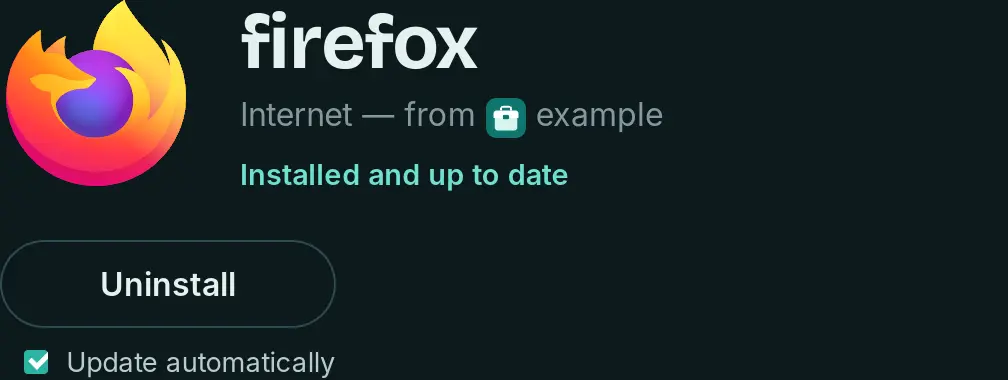 firefox
Internet — from example
Installed and up to date
Uninstall
Update automatically